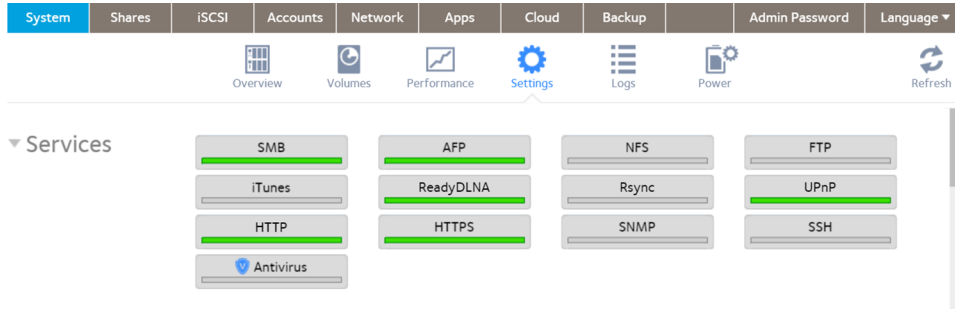 System Shares iSCSI Accounts Network Apps Cloud Backup Admin Password Language
Overview Volumes Performance Settings Logs Power Refresh
Services
SMB AFP NFS FTP
iTunes ReadyDLNA Rsync UPnP
HTTP HTTPS SNMP SSH
V Antivirus